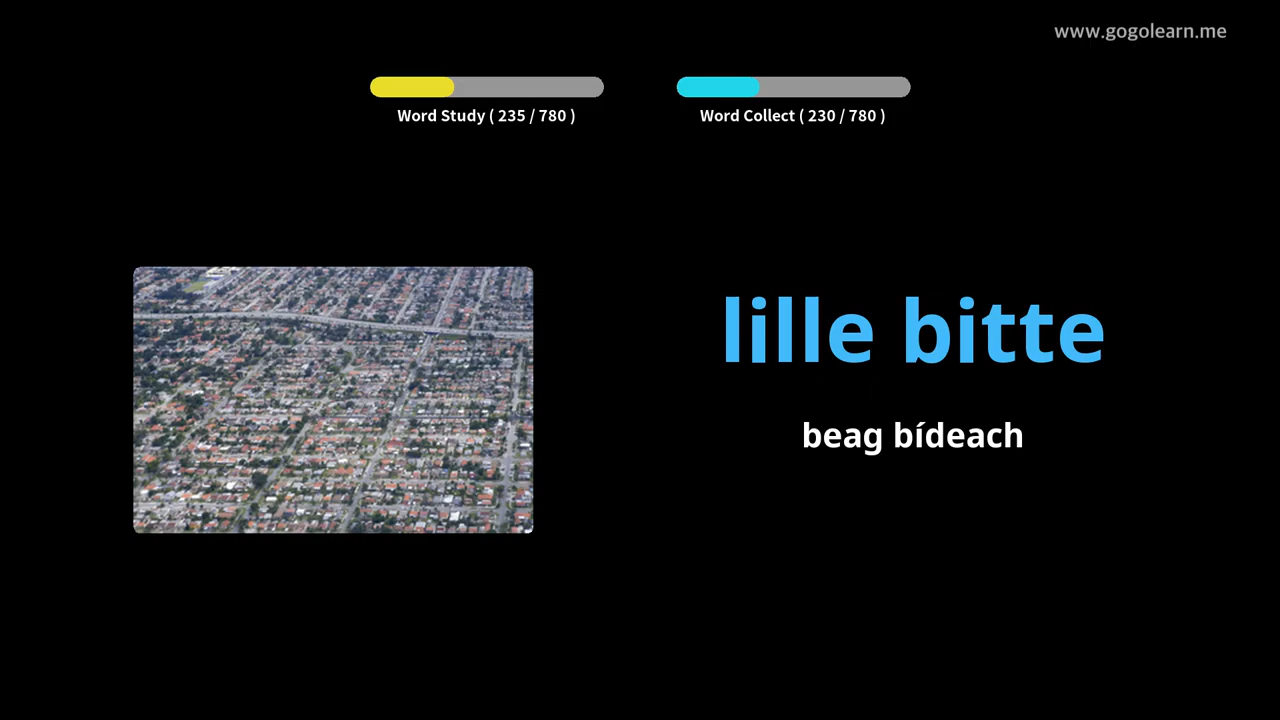 www.gogolearn.me
Word Study ( 235 / 780 )
Word Collect ( 230 / 780 )
lille bitte
beag bídeach